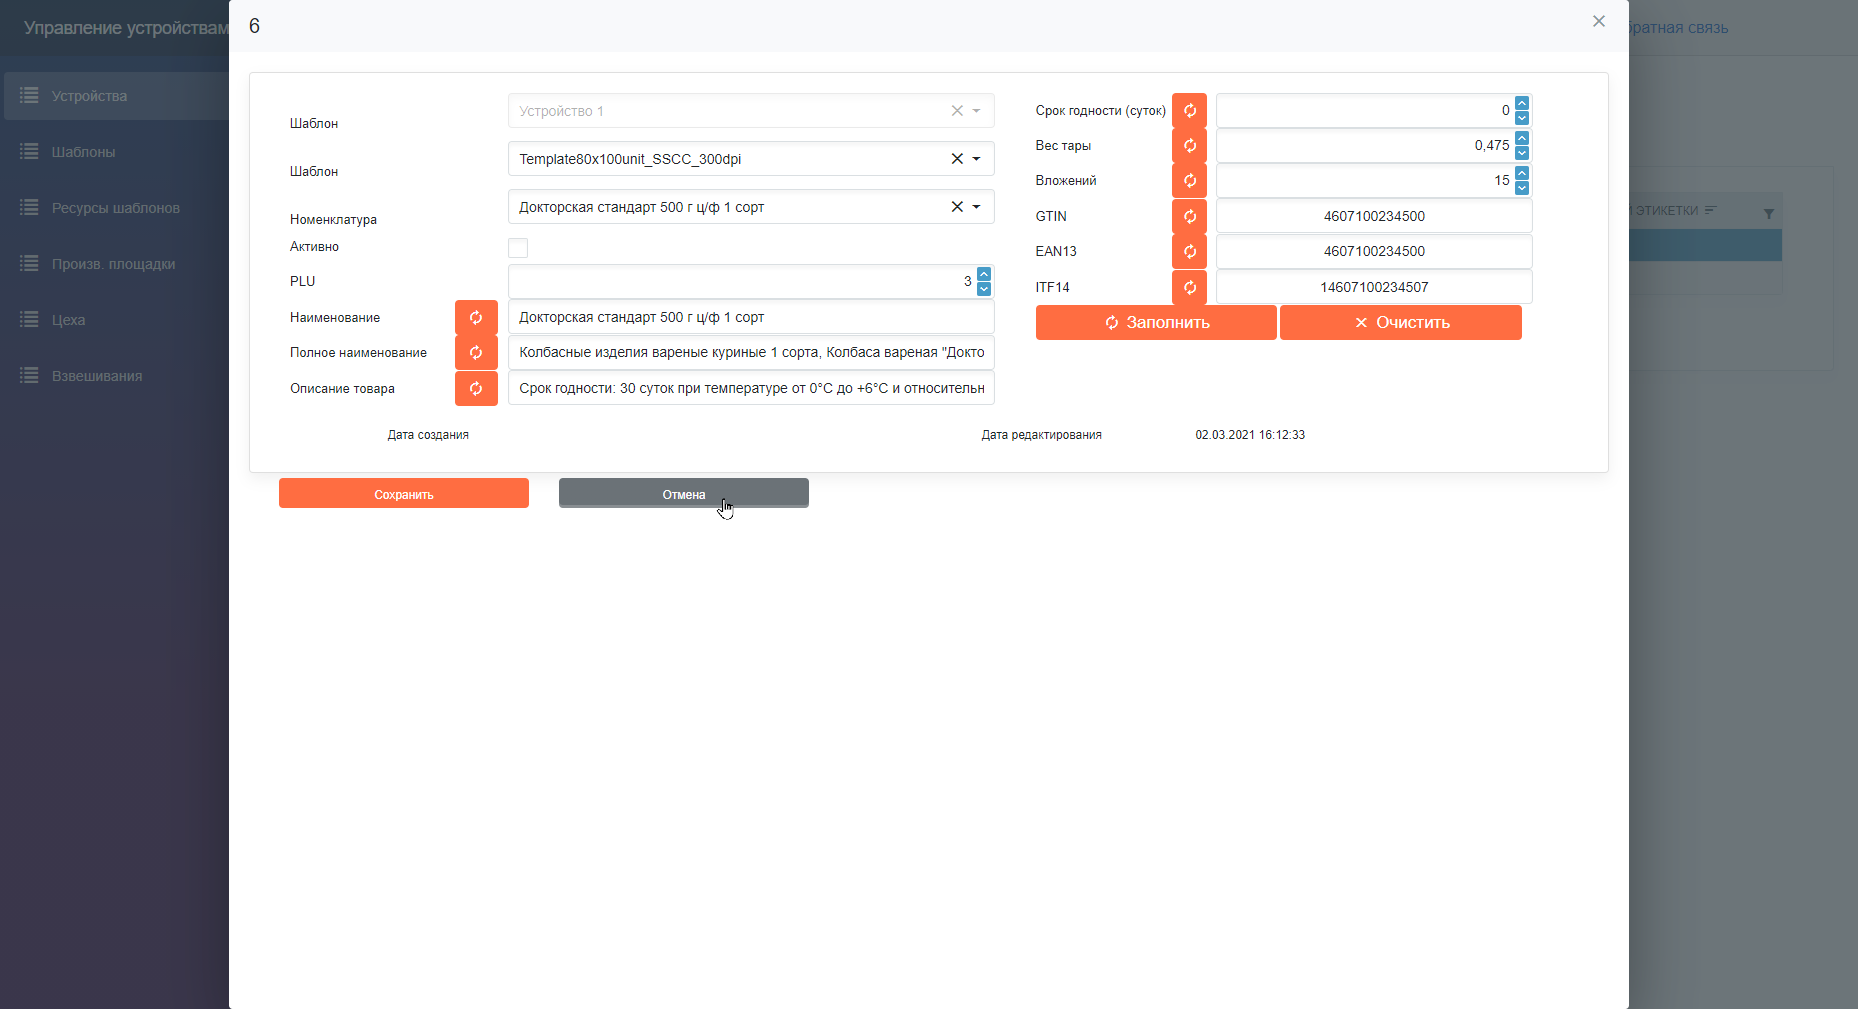 Управление устройствам
6
братная связь
Устройства
Шаблоны
Ресурсы шаблонов
Произв. площадки
Цеха
Взвешивания
Шаблон
Устройство 1
Шаблон
Template80x100unit_SSCC_300dpi
Номенклатура
Докторская стандарт 500 г ц/ф 1 сорт
Активно
PLU
3
Наименование
Докторская стандарт 500 г ц/ф 1 сорт
Полное наименование
Колбасные изделия вареные куриные 1 сорта, Колбаса вареная "Докто
Описание товара
Срок годности: 30 суток при температуре от 0°С до +6°С и относительн
Срок годности (суток)
0
Вес тары
0,475
Вложений
15
GTIN
4607100234500
EAN13
4607100234500
ITF14
14607100234507
Заполнить
Очистить
Дата создания
Дата редактирования
02.03.2021 16:12:33
Сохранить
Отмена
ЭТИКЕТКИ